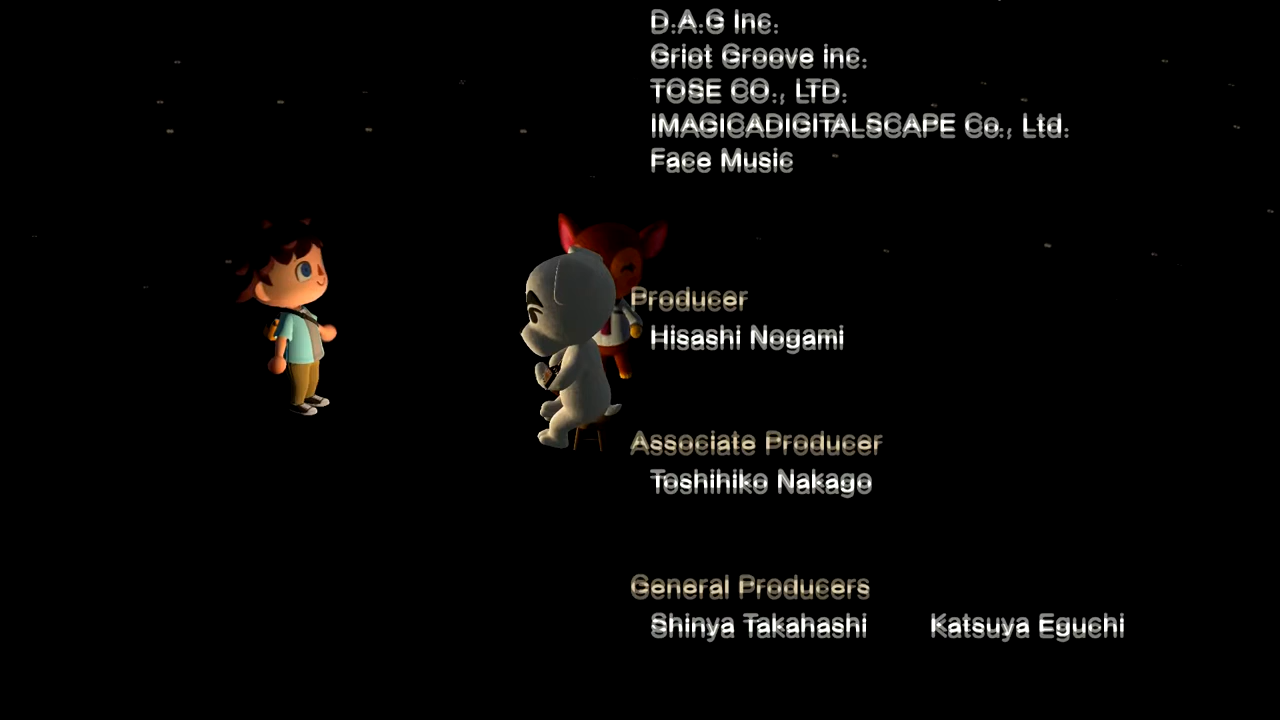 D.A.G Inc.
Griot Groove inc.
TOSE CO., LTD.
IMAGICADIGITALSCAPE Co., Ltd.
Face Music
Producer
Hisashi Nogami
Associate Producer
Toshihiko Nakago
General Producers
Shinya Takahashi Katsuya Eguchi